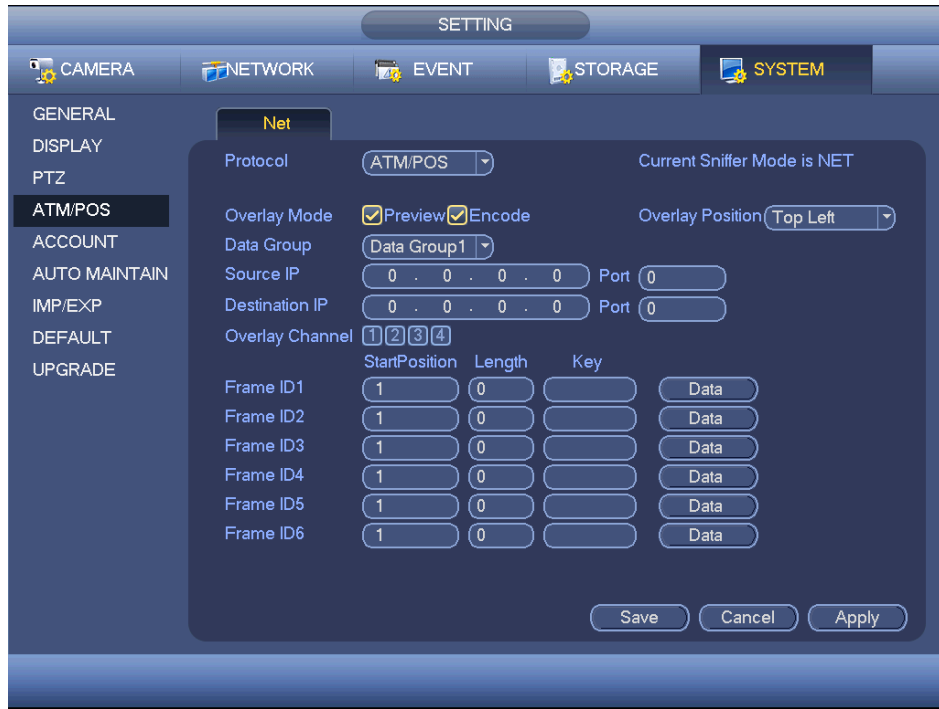 SETTING
CAMERA NETWORK EVENT STORAGE SYSTEM
GENERAL
DISPLAY
PTZ
ATM/POS
ACCOUNT
AUTO MAINTAIN
IMP/EXP
DEFAULT
UPGRADE
Net
Protocol ATM/POS Current Sniffer Mode is NET
Overlay Mode Preview Encode Overlay Position Top Left
Data Group Data Group1
Source IP 0 . 0 . 0 . 0 Port 0
Destination IP 0 . 0 . 0 . 0 Port 0
Overlay Channel 1 2 3 4
StartPosition Length Key
Frame ID1 1 0 Data
Frame ID2 1 0 Data
Frame ID3 1 0 Data
Frame ID4 1 0 Data
Frame ID5 1 0 Data
Frame ID6 1 0 Data
Save Cancel Apply